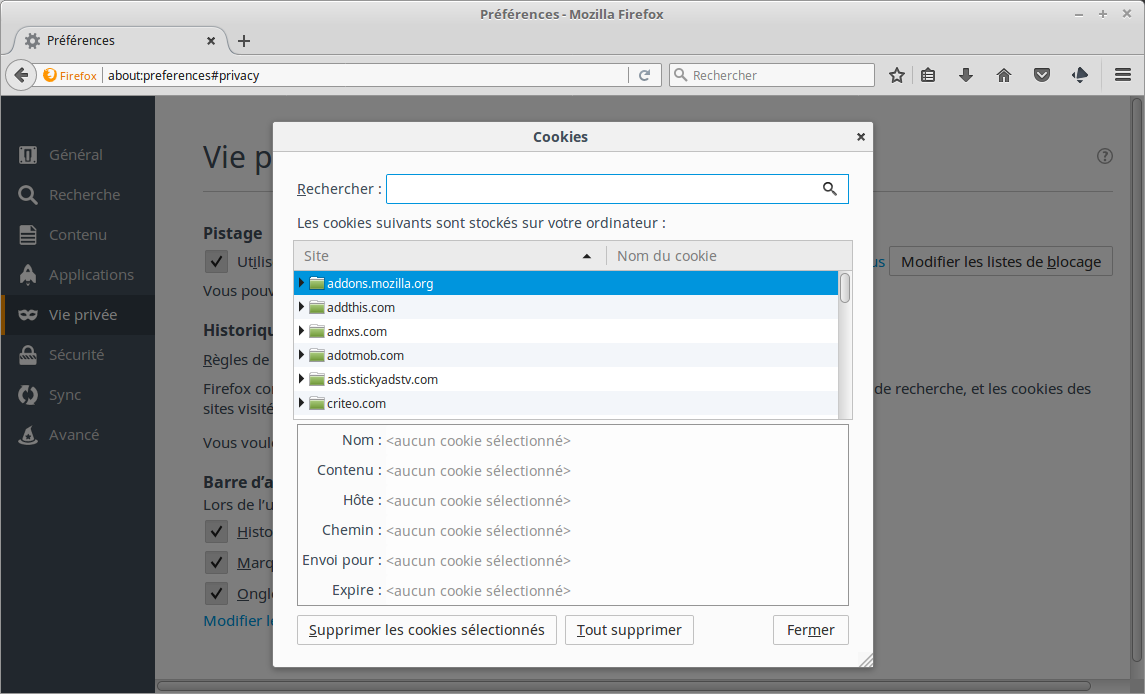 Préférences - Mozilla Firefox
Préférences
Firefox
about:preferences#privacy
Rechercher
Général
Recherche
Contenu
Applications
Vie privée
Sécurité
Sync
Avancé
Vie p
Pistage
Utilis
us
Modifier les listes de blocage
Vous pouv
Historiqu
Règles de
Firefox con
de recherche, et les cookies des
sites visité
Vous voule
Barre d'a
Lors de l'u
Histo
Marq
Ongle
Modifier le
Cookies
Rechercher :
Les cookies suivants sont stockés sur votre ordinateur :
Site
Nom du cookie
addons.mozilla.org
addthis.com
adnxs.com
adotmob.com
ads.stickyadstv.com
criteo.com
Nom : <aucun cookie sélectionné>
Contenu : <aucun cookie sélectionné>
Hôte : <aucun cookie sélectionné>
Chemin : <aucun cookie sélectionné>
Envoi pour : <aucun cookie sélectionné>
Expire : <aucun cookie sélectionné>
Supprimer les cookies sélectionnés
Tout supprimer
Fermer